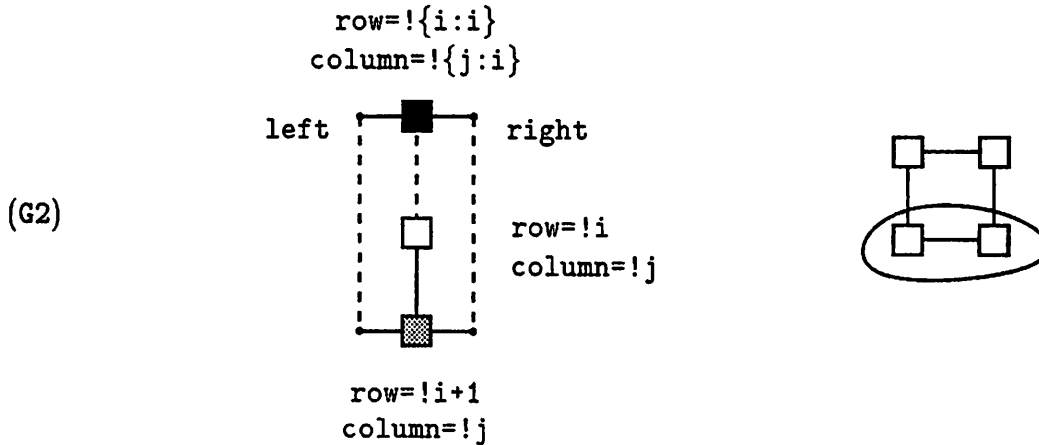 row=!{i:i}
column=!{j:i}
left
right
(G2)
row=!i
column=!j
row=!i+1
column=!j